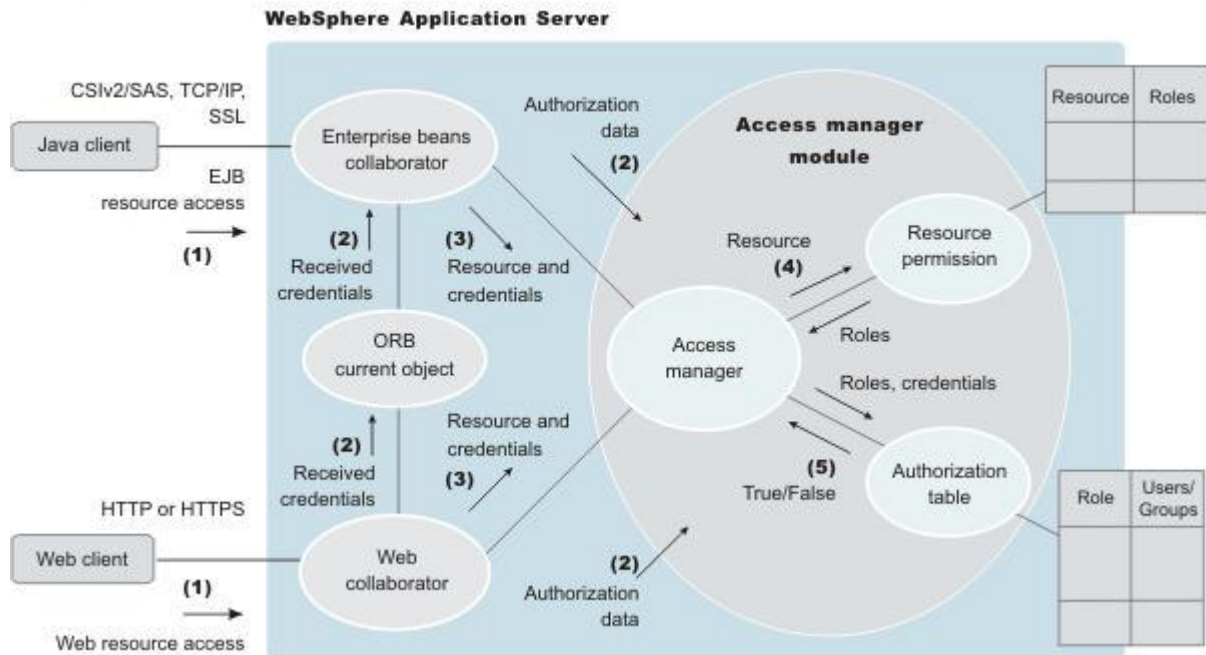 WebSphere Application Server
CSIv2/SAS, TCP/IP,
SSL
Java client
EJB
resource access
(1)
Enterprise beans
collaborator
(2)
Received
credentials
(3)
Resource and
credentials
ORB
current object
(2)
Received
credentials
Resource and
credentials
(3)
HTTP or HTTPS
Web client
(1)
Web resource access
Web
collaborator
Authorization
data
(2)
Access manager
module
Resource
(4)
Resource
permission
Roles
Access
manager
Roles, credentials
(5)
True/False
Authorization
table
(2)
Authorization
data
Resource Roles
Role Users/
Groups